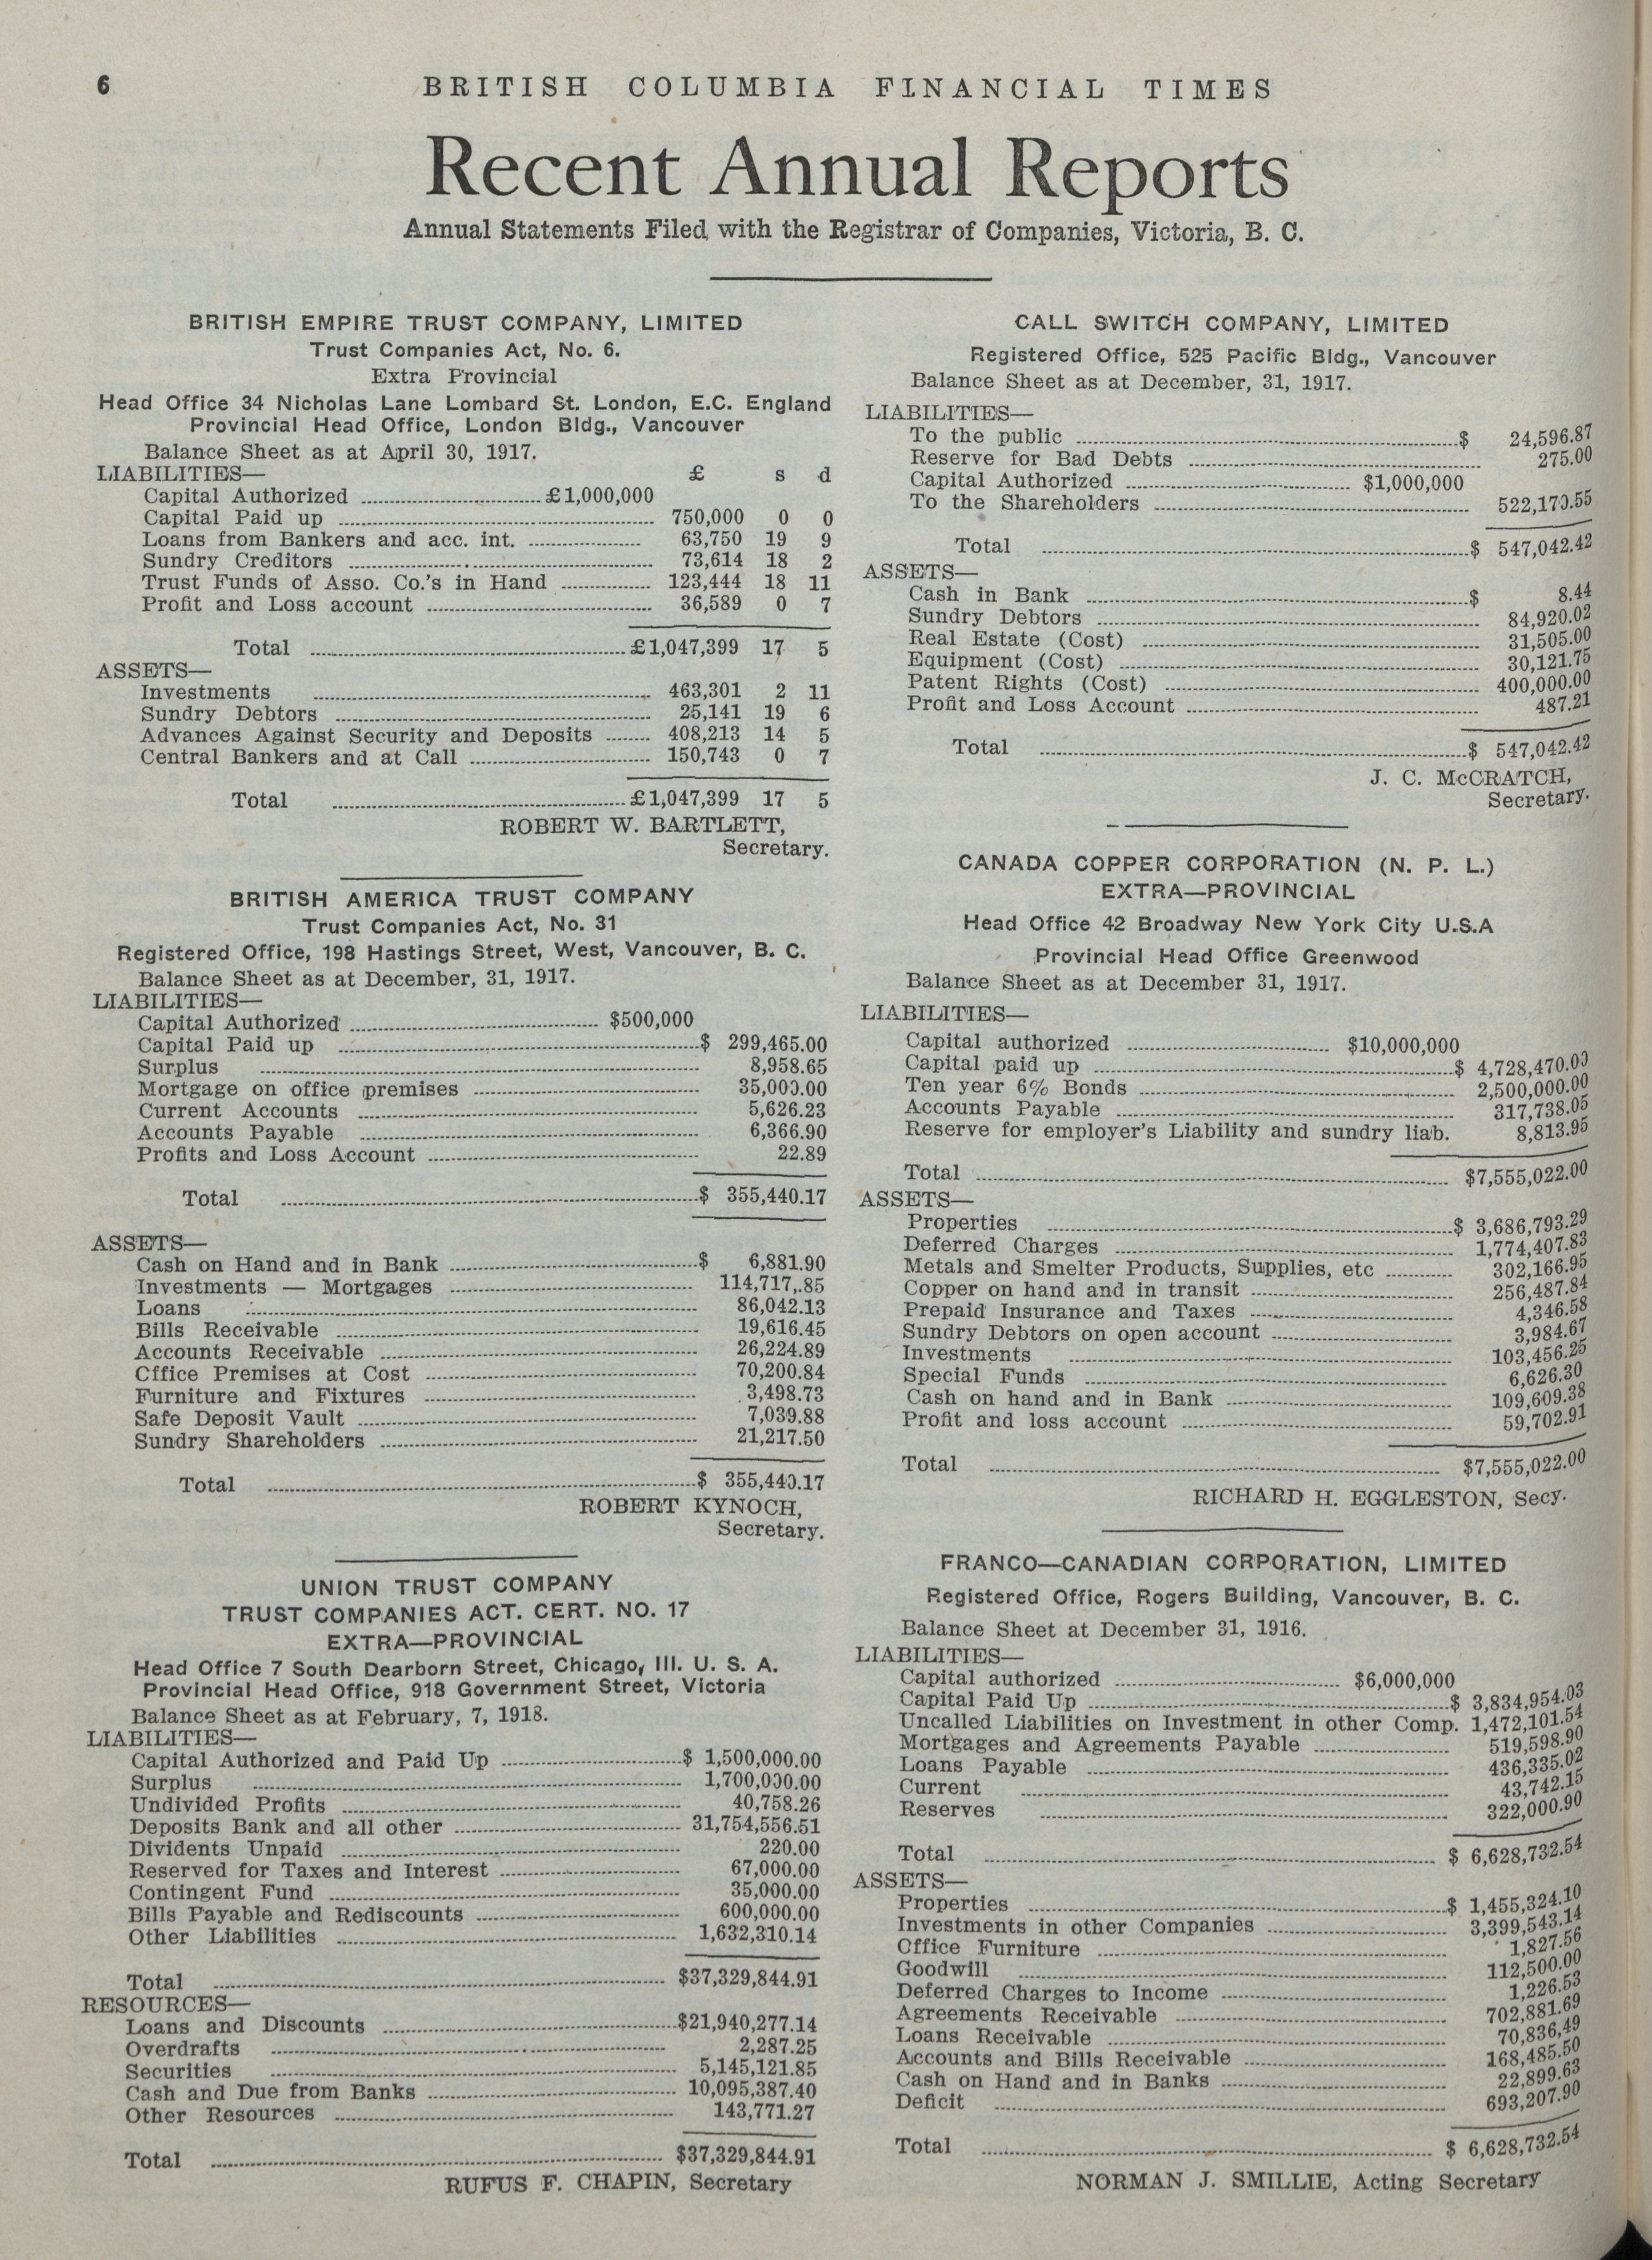 6
BRITISH COLUMBIA FINANCIAL TIMES
Recent Annual Reports
Annual Statements Filed with the Registrar of Companies, Victoria, B. C.
BRITISH EMPIRE TRUST COMPANY, LIMITED
Trust Companies Act, No. 6.
Extra Provincial
Head Office 34 Nicholas Lane Lombard St. London, E.C. England
Provincial Head Office, London Bldg., Vancouver
Balance Sheet as at April 30, 1917.
LIABILITIES— £ s d
Capital Authorized £1,000,000
Capital Paid up 750,000 0 0
Loans from Bankers and acc. int. 63,750 19 9
Sundry Creditors 73,614 18 2
Trust Funds of Asso. Co.'s in Hand 123,444 18 11
Profit and Loss account 36,589 0 7
Total £1,047,399 17 5
ASSETS—
Investments 463,301 2 11
Sundry Debtors 25,141 19 6
Advances Against Security and Deposits 408,213 14 5
Central Bankers and at Call 150,743 0 7
Total £1,047,399 17 5
ROBERT W. BARTLETT,
Secretary.
BRITISH AMERICA TRUST COMPANY
Trust Companies Act, No. 31
Registered Office, 198 Hastings Street, West, Vancouver, B. C.
Balance Sheet as at December, 31, 1917.
LIABILITIES—
Capital Authorized $500,000
Capital Paid up $ 299,465.00
Surplus 8,958.65
Mortgage on office premises 35,000.00
Current Accounts 5,626.23
Accounts Payable 6,366.90
Profits and Loss Account 22.89
Total $ 355,440.17
ASSETS—
Cash on Hand and in Bank $ 6,881.90
Investments — Mortgages 114,717,.85
Loans 86,042.13
Bills Receivable 19,616.45
Accounts Receivable 26,224.89
Cffice Premises at Cost 70,200.84
Furniture and Fixtures 3,498.73
Safe Deposit Vault 7,039.88
Sundry Shareholders 21,217.50
Total $ 355,440.17
ROBERT KYNOCH,
Secretary.
UNION TRUST COMPANY
TRUST COMPANIES ACT. CERT. NO. 17
EXTRA—PROVINCIAL
Head Office 7 South Dearborn Street, Chicago, Ill. U. S. A.
Provincial Head Office, 918 Government Street, Victoria
Balance Sheet as at February, 7, 1918.
LIABILITIES—
Capital Authorized and Paid Up $ 1,500,000.00
Surplus 1,700,000.00
Undivided Profits 40,758.26
Deposits Bank and all other 31,754,556.51
Dividents Unpaid 220.00
Reserved for Taxes and Interest 67,000.00
Contingent Fund 35,000.00
Bills Payable and Rediscounts 600,000.00
Other Liabilities 1,632,310.14
Total $37,329,844.91
RESOURCES—
Loans and Discounts $21,940,277.14
Overdrafts 2,287.25
Securities 5,145,121.85
Cash and Due from Banks 10,095,387.40
Other Resources 143,771.27
Total $37,329,844.91
RUFUS F. CHAPIN, Secretary
CALL SWITCH COMPANY, LIMITED
Registered Office, 525 Pacific Bldg., Vancouver
Balance Sheet as at December, 31, 1917.
LIABILITIES—
To the public $ 24,596.87
Reserve for Bad Debts 275.00
Capital Authorized $1,000,000
To the Shareholders 522,170.55
Total $ 547,042.42
ASSETS—
Cash in Bank $ 8.44
Sundry Debtors 84,920.02
Real Estate (Cost) 31,505.00
Equipment (Cost) 30,121.75
Patent Rights (Cost) 400,000.00
Profit and Loss Account 487.21
Total $ 547,042.42
J. C. McCRATCH,
Secretary.
CANADA COPPER CORPORATION (N. P. L.)
EXTRA—PROVINCIAL
Head Office 42 Broadway New York City U.S.A
Provincial Head Office Greenwood
Balance Sheet as at December 31, 1917.
LIABILITIES—
Capital authorized $10,000,000
Capital paid up $ 4,728,470.00
Ten year 6% Bonds 2,500,000.00
Accounts Payable 317,738.05
Reserve for employer's Liability and sundry liab. 8,813.95
Total $7,555,022.00
ASSETS—
Properties $ 3,686,793.29
Deferred Charges 1,774,407.83
Metals and Smelter Products, Supplies, etc 302,166.95
Copper on hand and in transit 256,487.84
Prepaid Insurance and Taxes 4,346.58
Sundry Debtors on open account 3,984.67
Investments 103,456.25
Special Funds 6,626.30
Cash on hand and in Bank 109,609.38
Profit and loss account 59,702.91
Total $7,555,022.00
RICHARD H. EGGLESTON, Secy.
FRANCO—CANADIAN CORPORATION, LIMITED
Registered Office, Rogers Building, Vancouver, B. C.
Balance Sheet at December 31, 1916.
LIABILITIES—
Capital authorized $6,000,000
Capital Paid Up $ 3,834,954.03
Uncalled Liabilities on Investment in other Comp. 1,472,101.54
Mortgages and Agreements Payable 519,598.90
Loans Payable 436,335.02
Current 43,742.15
Reserves 322,000.90
Total $ 6,628,732.54
ASSETS—
Properties $ 1,455,324.10
Investments in other Companies 3,399,543.14
Office Furniture 1,827.56
Goodwill 112,500.00
Deferred Charges to Income 1,226.53
Agreements Receivable 702,881.69
Loans Receivable 70,836,49
Accounts and Bills Receivable 168,485.50
Cash on Hand and in Banks 22,899.63
Deficit 693,207.90
Total $ 6,628,732.54
NORMAN J. SMILLIE, Acting Secretary